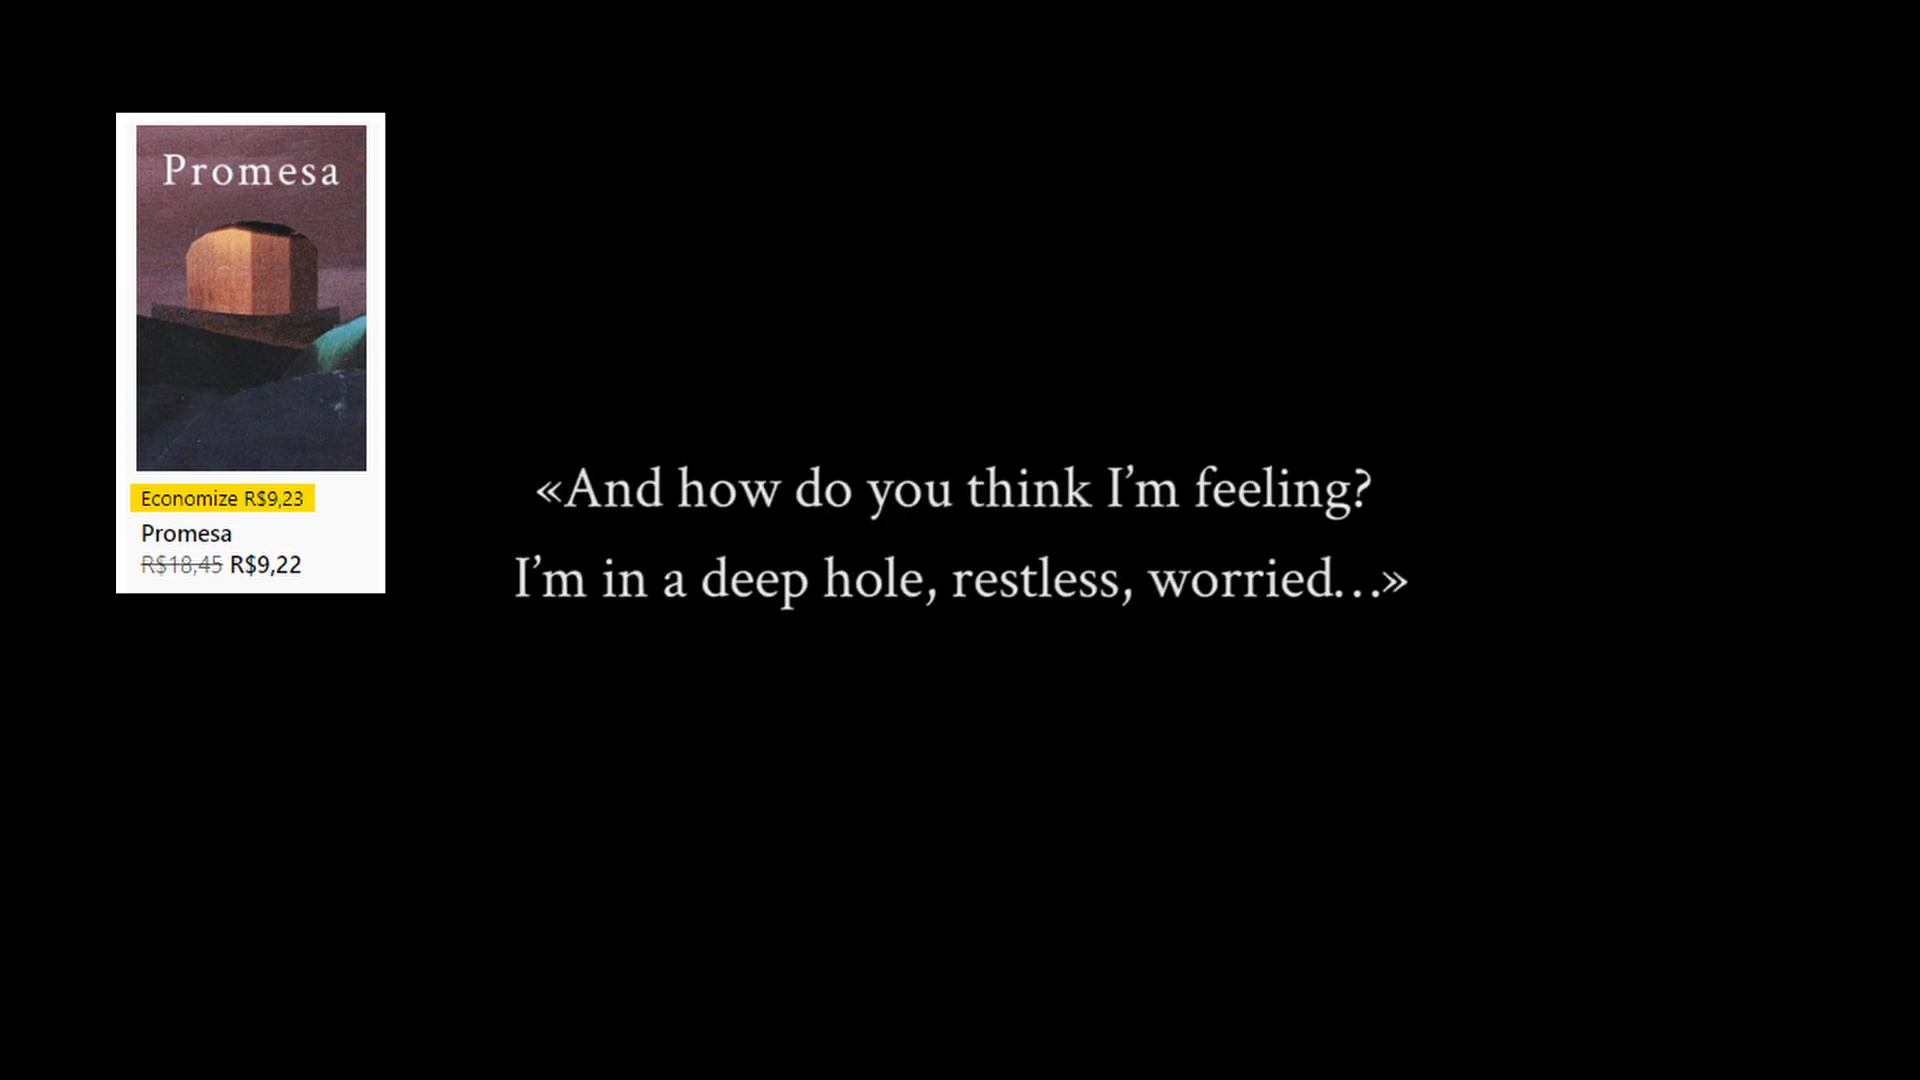 Promesa
Economize R$9,23
Promesa
R$18,45 R$9,22
«And how do you think I’m feeling?
I’m in a deep hole, restless, worried…»